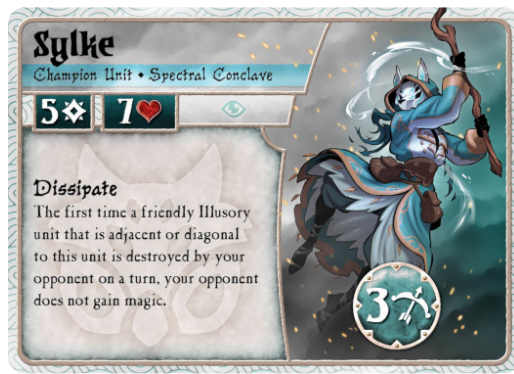 Sylke
Champion Unit • Spectral Conclave
5 7
Dissipate
The first time a friendly Illusory
unit that is adjacent or diagonal
to this unit is destroyed by your
opponent on a turn, your opponent
does not gain magic.
3